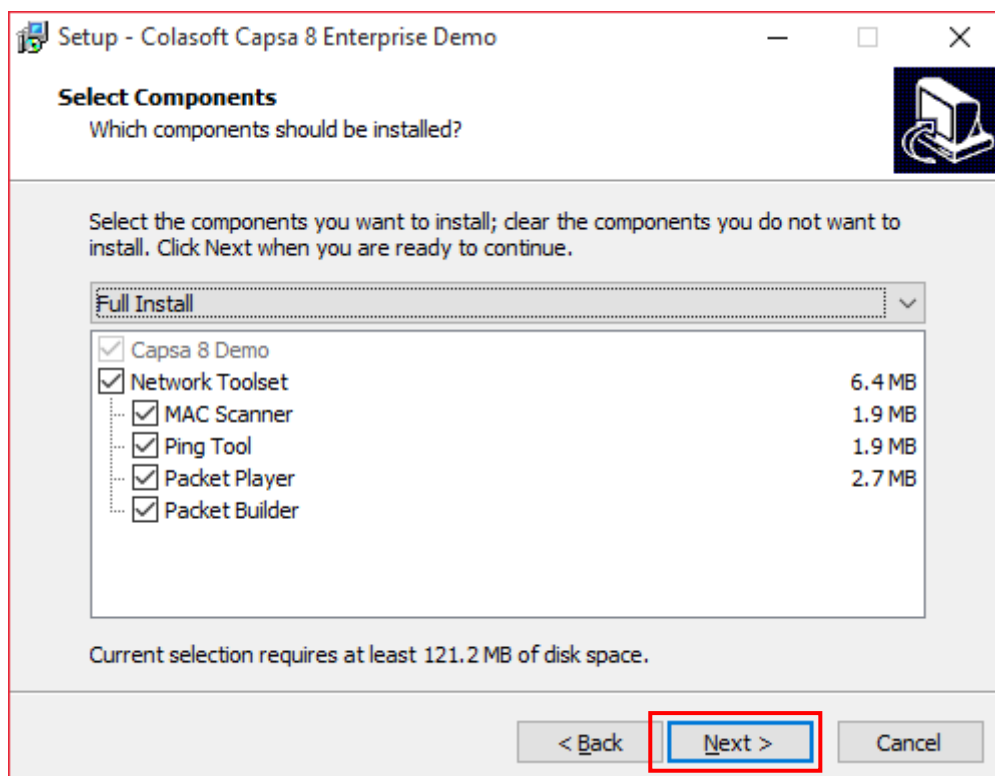 Setup - Colasoft Capsa 8 Enterprise Demo
Select Components
Which components should be installed?
Select the components you want to install; clear the components you do not want to
install. Click Next when you are ready to continue.
Full Install
Capsa 8 Demo
Network Toolset 6.4 MB
MAC Scanner 1.9 MB
Ping Tool 1.9 MB
Packet Player 2.7 MB
Packet Builder
Current selection requires at least 121.2 MB of disk space.
< Back Next > Cancel